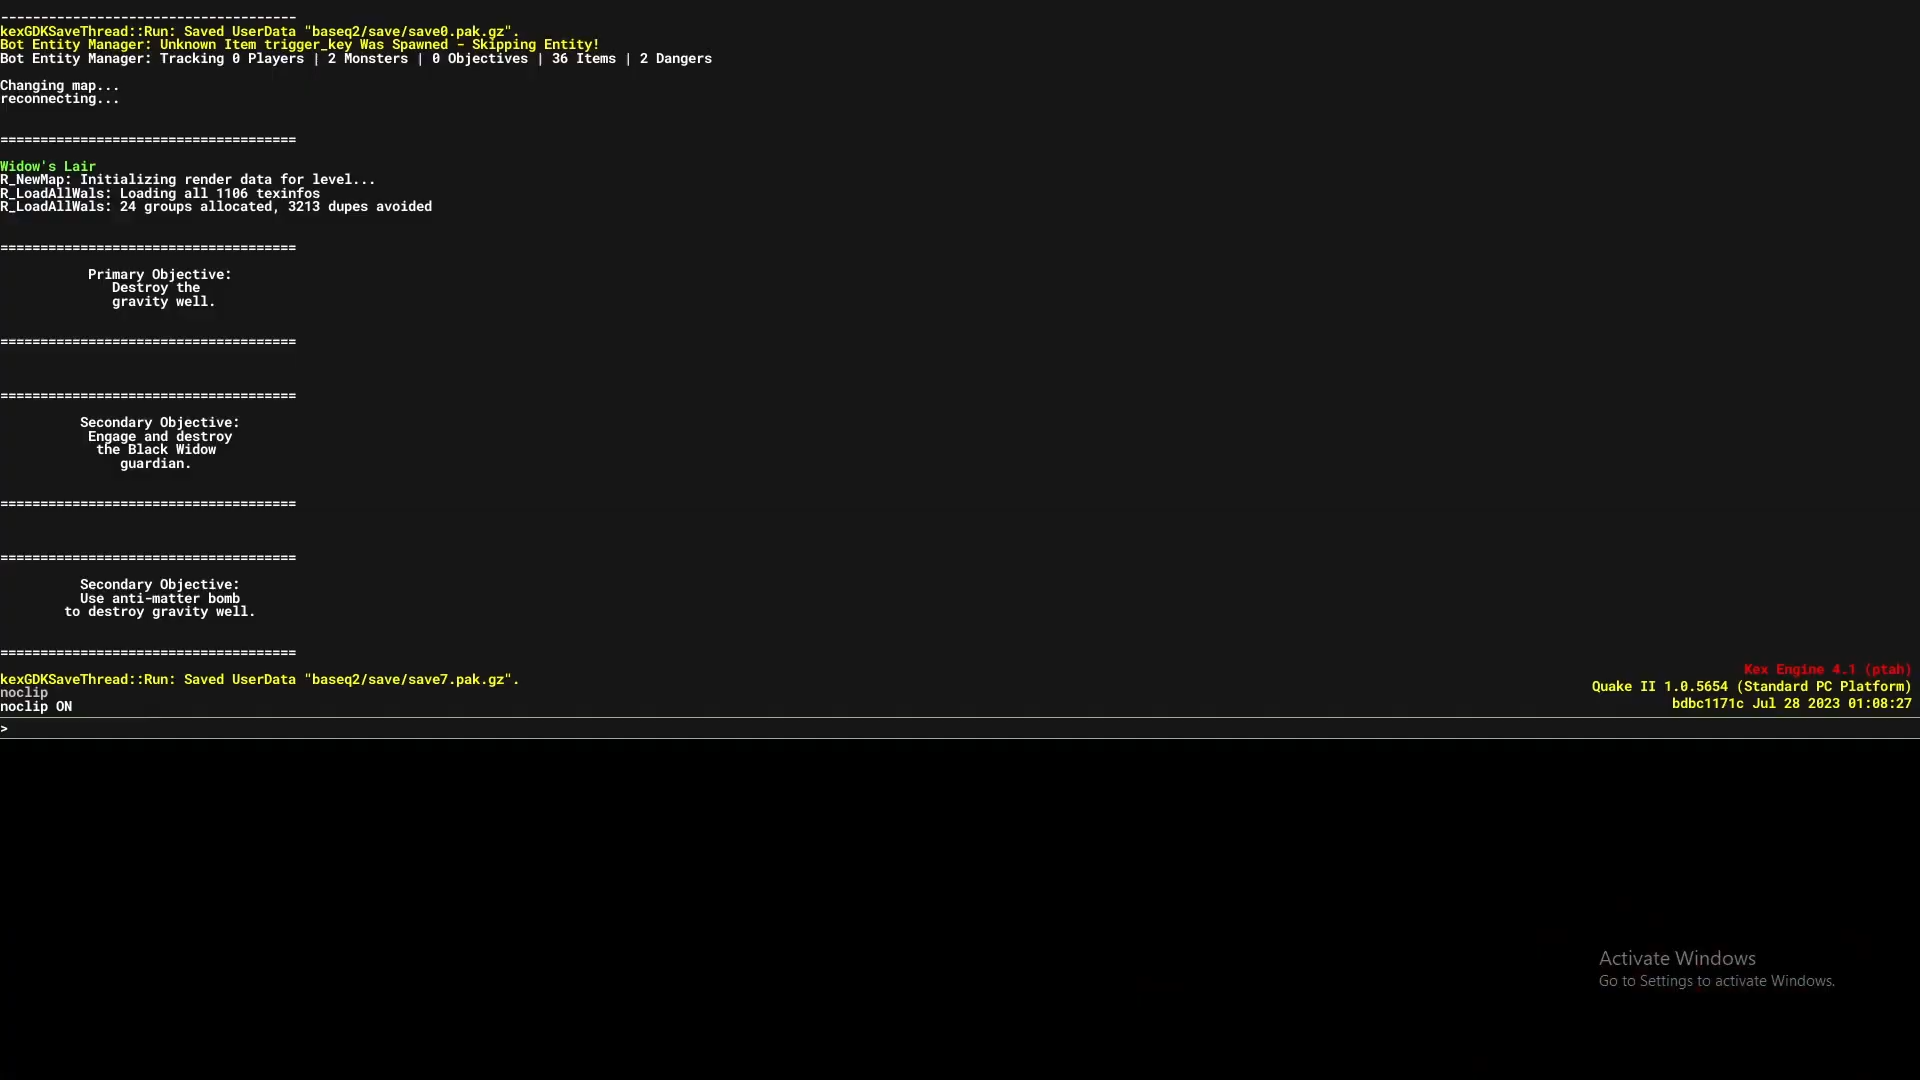 -------------------------------------
kexGDKSaveThread::Run: Saved UserData "baseq2/save/save0.pak.gz".
Bot Entity Manager: Unknown Item trigger_key Was Spawned - Skipping Entity!
Bot Entity Manager: Tracking 0 Players | 2 Monsters | 0 Objectives | 36 Items | 2 Dangers
Changing map...
reconnecting...
=====================================
Widow's Lair
R_NewMap: Initializing render data for level...
R_LoadAllWals: Loading all 1106 texinfos
R_LoadAllWals: 24 groups allocated, 3213 dupes avoided
=====================================
Primary Objective:
Destroy the
gravity well.
=====================================
=====================================
Secondary Objective:
Engage and destroy
the Black Widow
guardian.
=====================================
=====================================
Secondary Objective:
Use anti-matter bomb
to destroy gravity well.
=====================================
kexGDKSaveThread::Run: Saved UserData "baseq2/save/save7.pak.gz".
noclip
noclip ON
>
Kex Engine 4.1 (ptah)
Quake II 1.0.5654 (Standard PC Platform)
bdbc1171c Jul 28 2023 01:08:27
Activate Windows
Go to Settings to activate Windows.